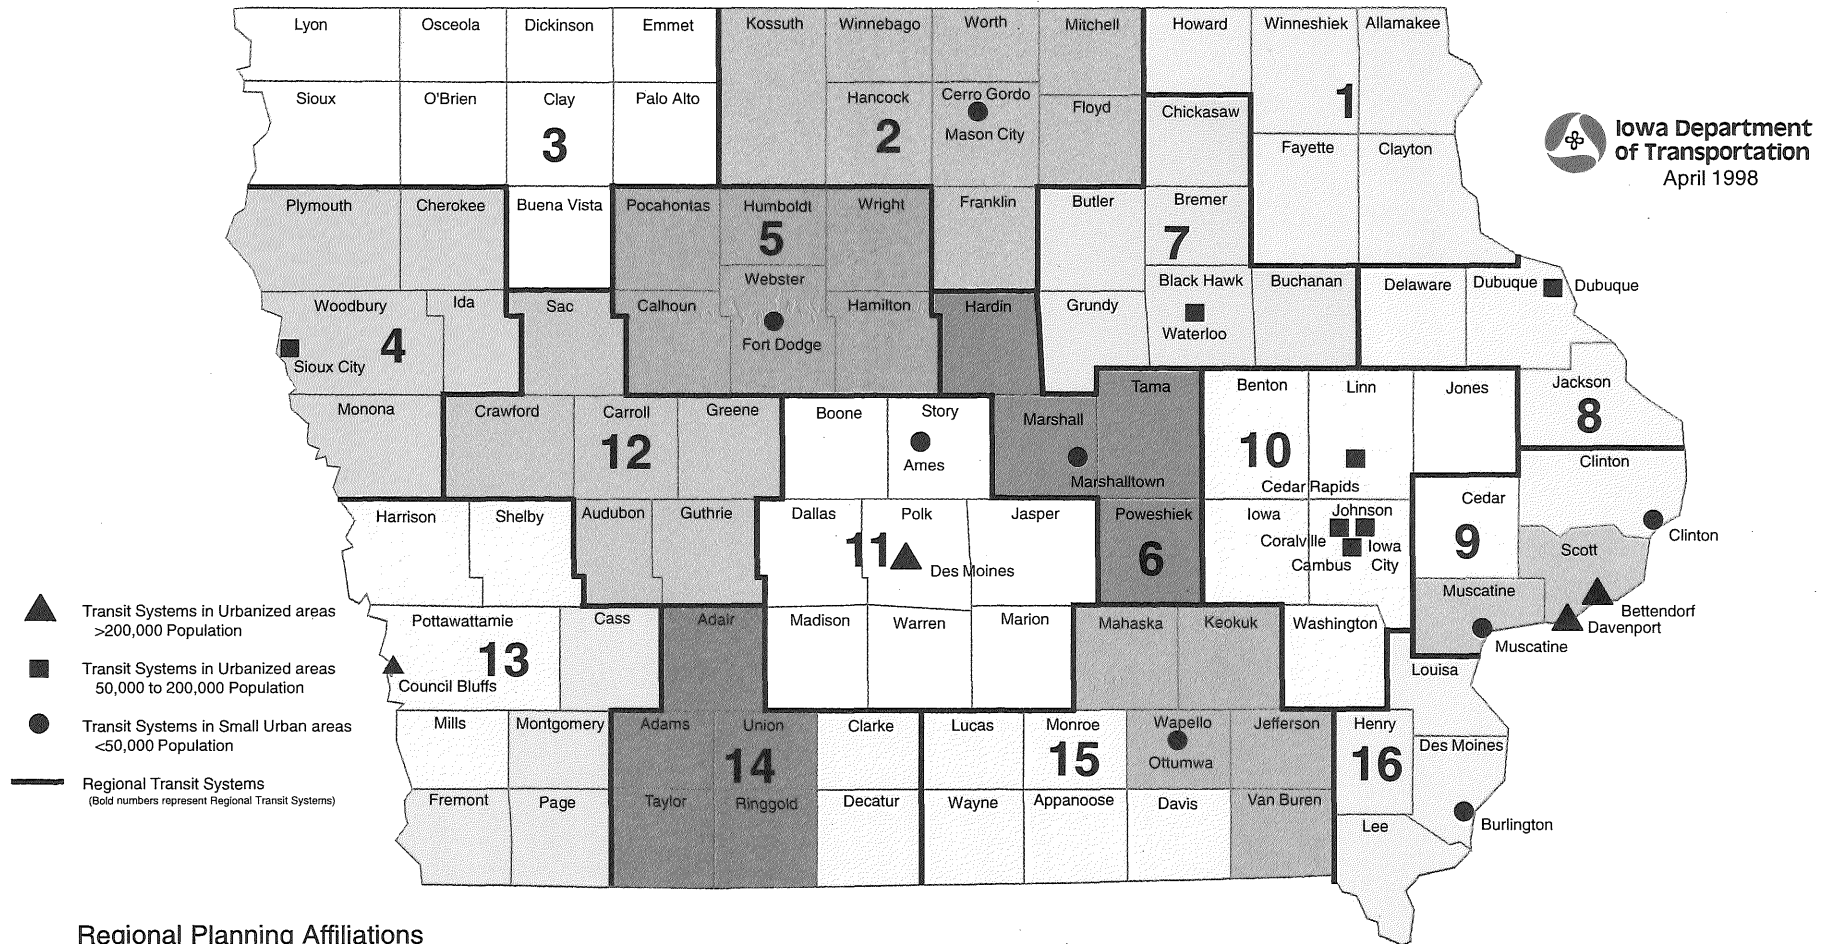 Lyon
Osceola
Dickinson
Emmet
Kossuth
Winnebago
Worth
Mitchell
Howard
Winneshiek
Allamakee
Sioux
O'Brien
Clay
Palo Alto
Hancock
Cerro Gordo
Mason City
Floyd
Chickasaw
Fayette
Clayton
3
2
1
Iowa Department
of Transportation
April 1998
Plymouth
Cherokee
Buena Vista
Pocahontas
Humboldt
Wright
Franklin
Butler
Bremer
5
7
Webster
Black Hawk
Buchanan
Delaware
Dubuque
Dubuque
Woodbury
Ida
Sac
Calhoun
Hamilton
Hardin
Grundy
Waterloo
4
Fort Dodge
Sioux City
Monona
Crawford
Carroll
Greene
Boone
Story
Marshall
Tama
Benton
Linn
Jones
Jackson
8
12
Ames
Marshalltown
10
Cedar Rapids
Clinton
Harrison
Shelby
Audubon
Guthrie
Dallas
Polk
Jasper
Poweshiek
Iowa
Johnson
Cedar
Clinton
11
Des Moines
6
Coralville
Iowa
City
Cambus
9
Scott
Muscatine
Bettendorf
Davenport
Muscatine
Transit Systems in Urbanized areas
>200,000 Population
Pottawattamie
Cass
Adair
Madison
Warren
Marion
Mahaska
Keokuk
Washington
Louisa
13
Council Bluffs
Transit Systems in Urbanized areas
50,000 to 200,000 Population
Mills
Montgomery
Adams
Union
Clarke
Lucas
Monroe
Wapello
Ottumwa
Jefferson
Henry
Des Moines
14
15
16
Transit Systems in Small Urban areas
<50,000 Population
Regional Transit Systems
(Bold numbers represent Regional Transit Systems)
Fremont
Page
Taylor
Ringgold
Decatur
Wayne
Appanoose
Davis
Van Buren
Lee
Burlington
Regional Planning Affiliations